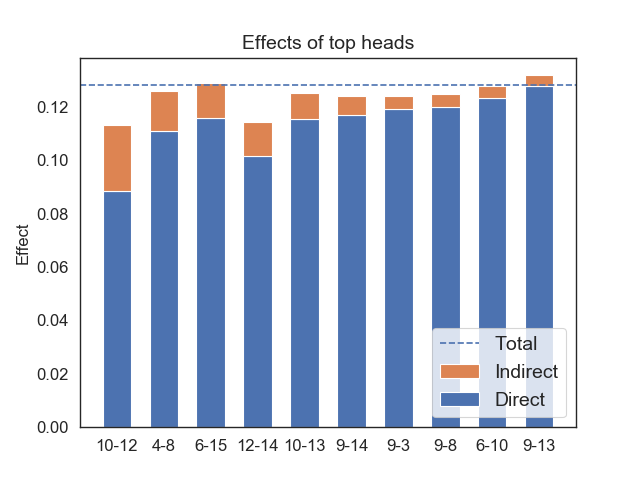 Effects of top heads
Effect
0.12
0.10
0.08
0.06
0.04
0.02
0.00
Total
Indirect
Direct
10-12 4-8 6-15 12-14 10-13 9-14 9-3 9-8 6-10 9-13